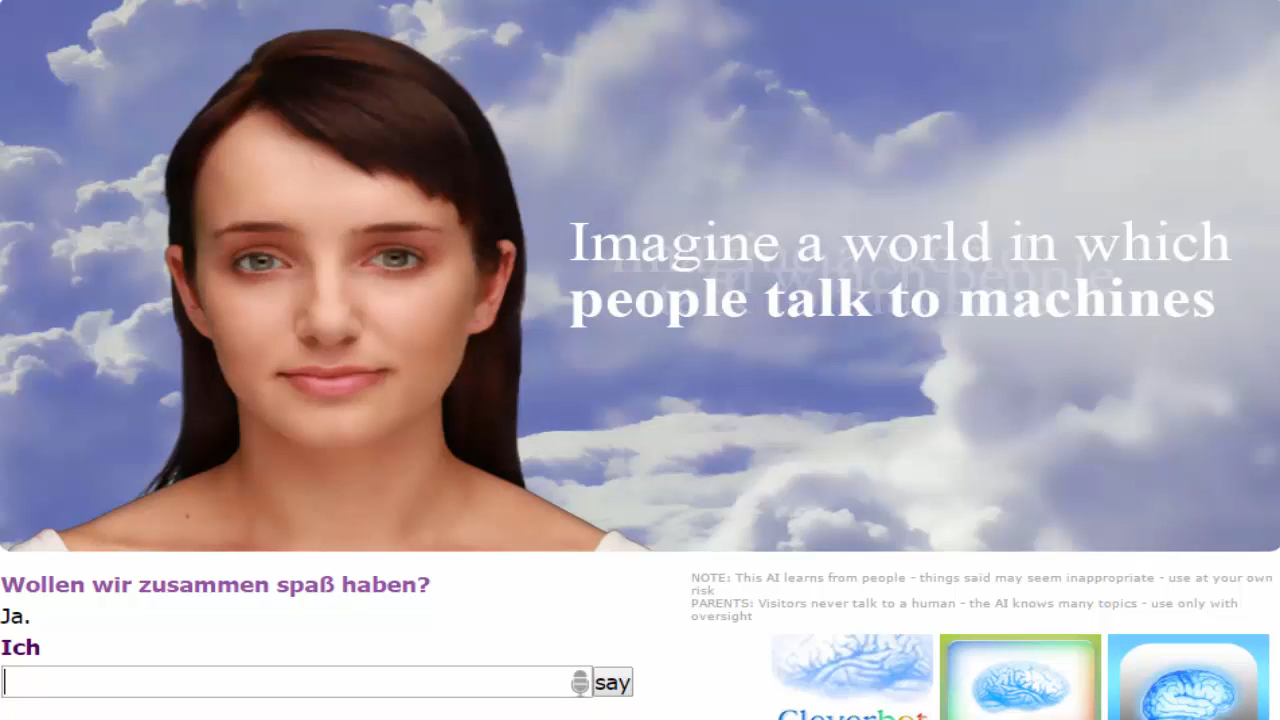 Imagine a world in which
people talk to machines
Wollen wir zusammen spaß haben?
Ja.
Ich
say
NOTE: This AI learns from people - things said may seem inappropriate - use at your own
risk
PARENTS: Visitors never talk to a human - the AI knows many topics - use only with
oversight
Cleverbot